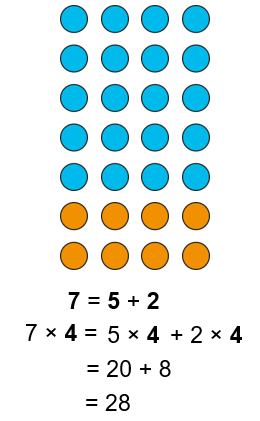 7 = 5 + 2
7 × 4 = 5 × 4 + 2 × 4
= 20 + 8
= 28